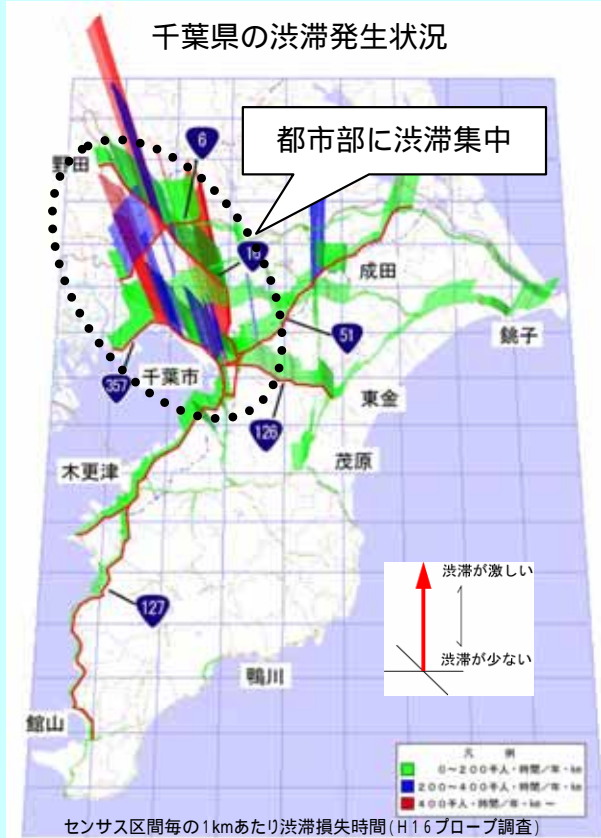 千葉県の渋滞発生状況
都市部に渋滞集中
野田
6
16
成田
51
銚子
357
千葉市
東金
126
木更津
茂原
渋滞が激しい
127
渋滞が少ない
鴨川
館山
凡 例
0~200千人・時間/年・km
200~400千人・時間/年・km
400千人・時間/年・km ~
センサス区間毎の1kmあたり渋滞損失時間(H16プローブ調査)